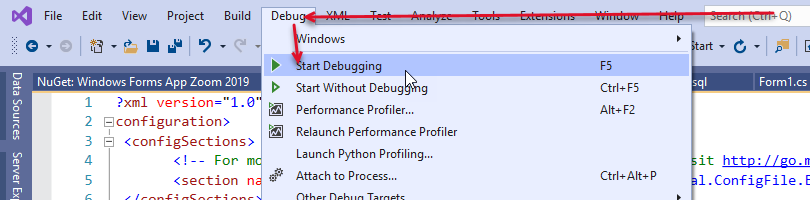 File Edit View Git Project Build Debug XML Test Analyze Tools Extensions Window Help Search (Ctrl+Q)
Windows
Start
Start Debugging F5
NuGet: Windows Forms App Zoom 2019
sql Form1.cs
Start Without Debugging Ctrl+F5
1 ?xml version="1.0"
Performance Profiler... Alt+F2
2 configuration>
Relaunch Performance Profiler
3 <configSections>
Launch Python Profiling...
4 <!-- For mo
sit http://go.m
Attach to Process... Ctrl+Alt+P
5 <section na
al.ConfigFile.E
Other Debug Targets
6 </configSections>
Data Sources
Server Ex